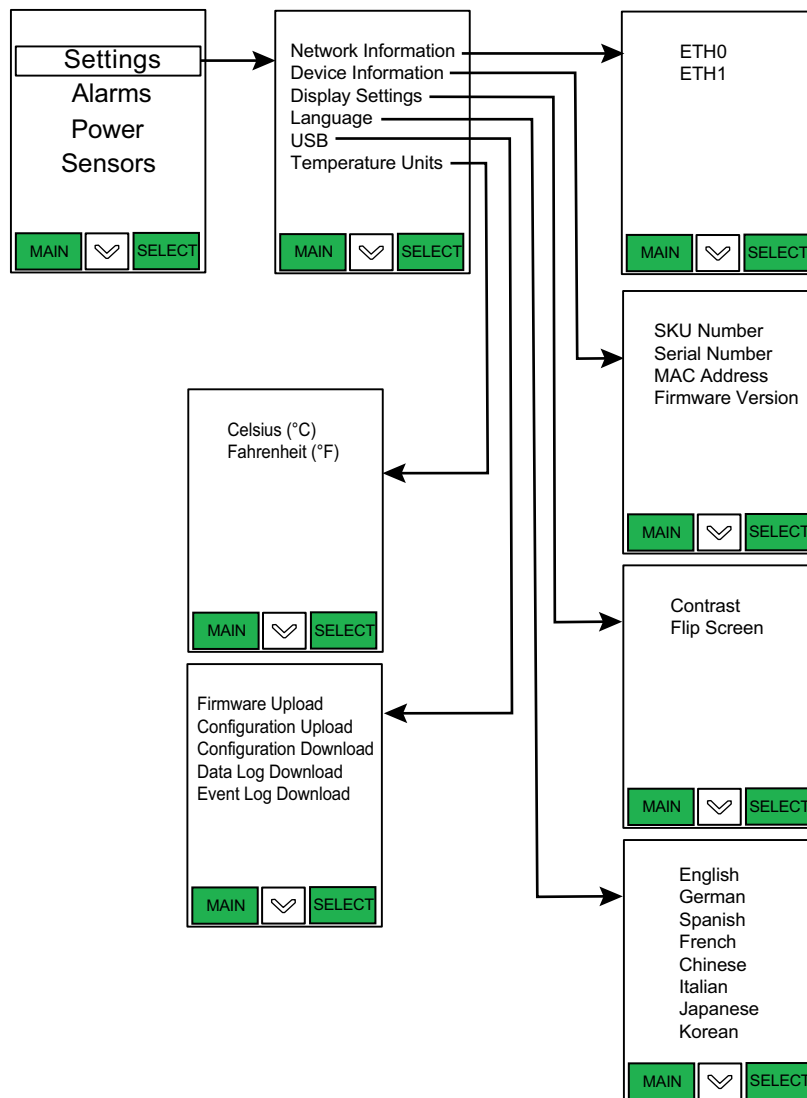 Settings
Alarms
Power
Sensors
MAIN
SELECT
Network Information
Device Information
Display Settings
Language
USB
Temperature Units
MAIN
SELECT
ETH0
ETH1
MAIN
SELECT
SKU Number
Serial Number
MAC Address
Firmware Version
MAIN
SELECT
Celsius (°C)
Fahrenheit (°F)
MAIN
SELECT
Contrast
Flip Screen
MAIN
SELECT
Firmware Upload
Configuration Upload
Configuration Download
Data Log Download
Event Log Download
MAIN
SELECT
English
German
Spanish
French
Chinese
Italian
Japanese
Korean
MAIN
SELECT